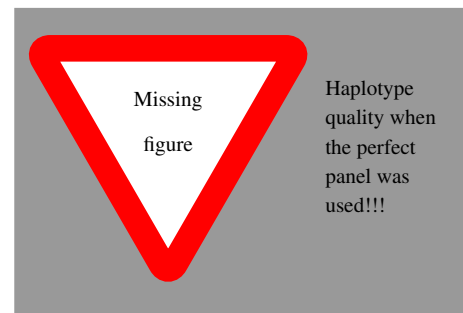 Missing
figure
Haplotype
quality when
the perfect
panel was
used!!!